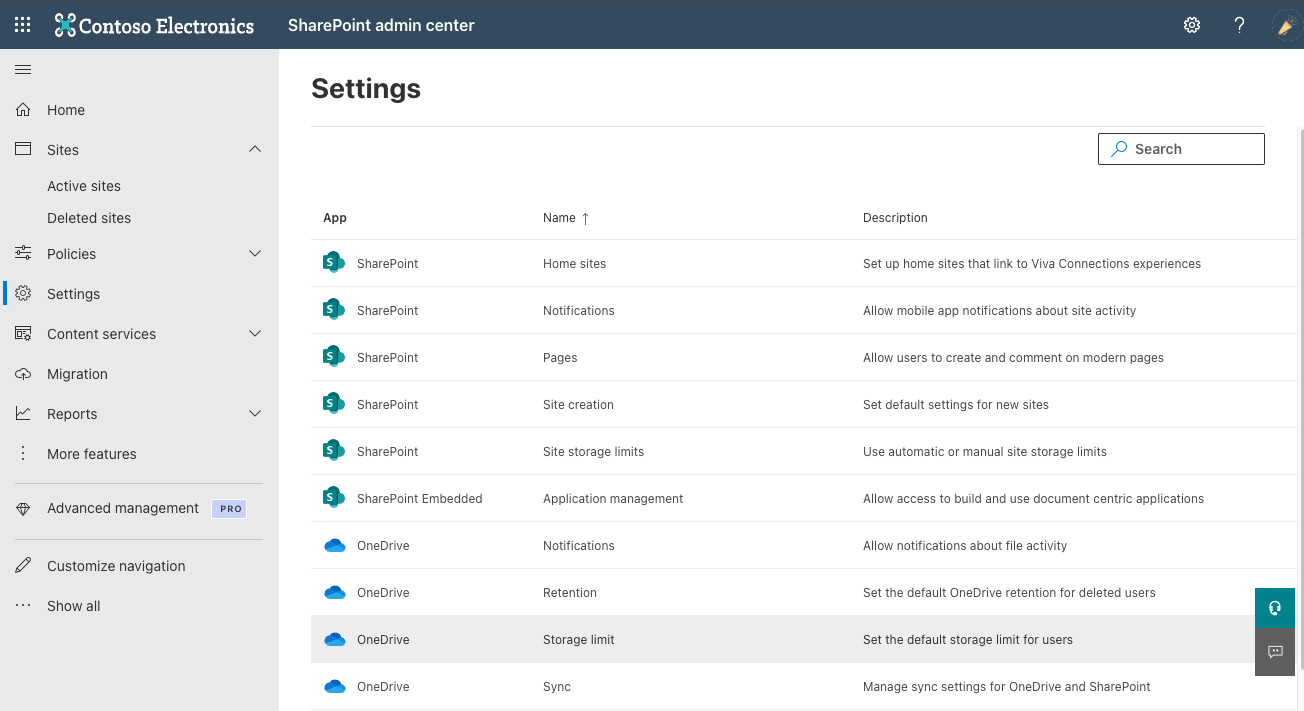 Contoso Electronics SharePoint admin center
Settings
Home
Sites
Active sites
Deleted sites
Policies
Settings
Content services
Migration
Reports
More features
Advanced management PRO
Customize navigation
Show all
Search
App Name ↑ Description
SharePoint Home sites Set up home sites that link to Viva Connections experiences
SharePoint Notifications Allow mobile app notifications about site activity
SharePoint Pages Allow users to create and comment on modern pages
SharePoint Site creation Set default settings for new sites
SharePoint Site storage limits Use automatic or manual site storage limits
SharePoint Embedded Application management Allow access to build and use document centric applications
OneDrive Notifications Allow notifications about file activity
OneDrive Retention Set the default OneDrive retention for deleted users
OneDrive Storage limit Set the default storage limit for users
OneDrive Sync Manage sync settings for OneDrive and SharePoint